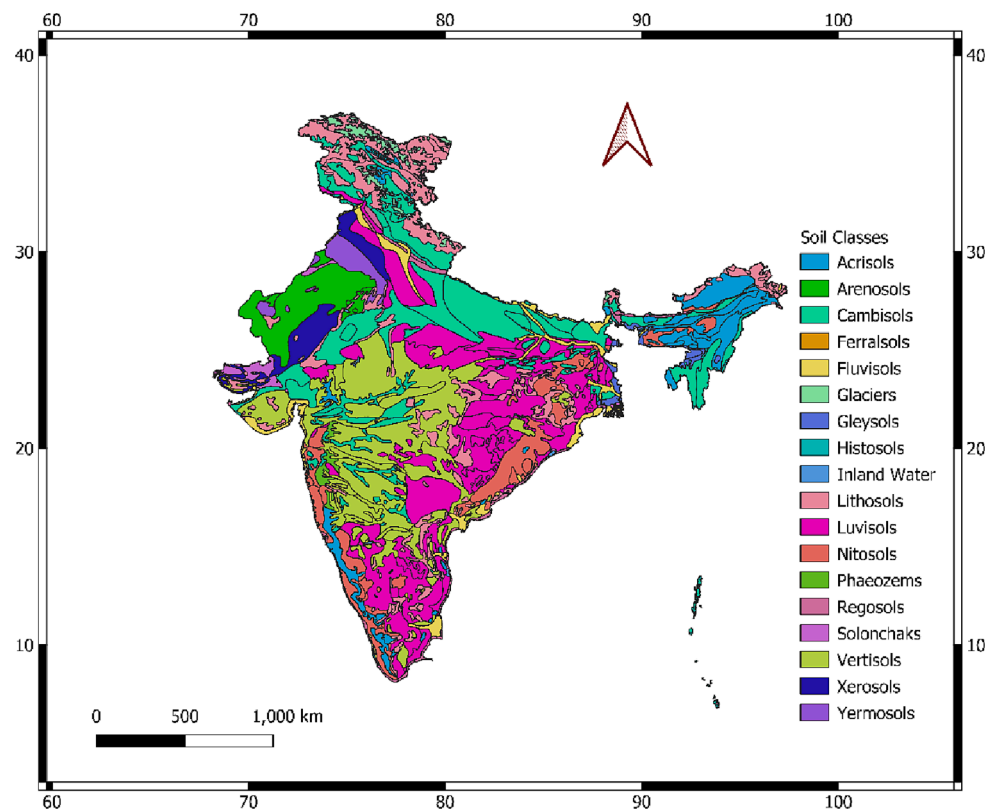 60 70 80 90 100
40 40
30 30
Soil Classes
Acrisols
Arenosols
Cambisols
Ferralsols
Fluvisols
Glaciers
Gleysols
Histosols
20 20
Inland Water
Lithosols
Luvisols
Nitosols
Phaeozems
Regosols
Solonchaks
10 10
Vertisols
Xerosols
Yermosols
0 500 1,000 km
60 70 80 90 100